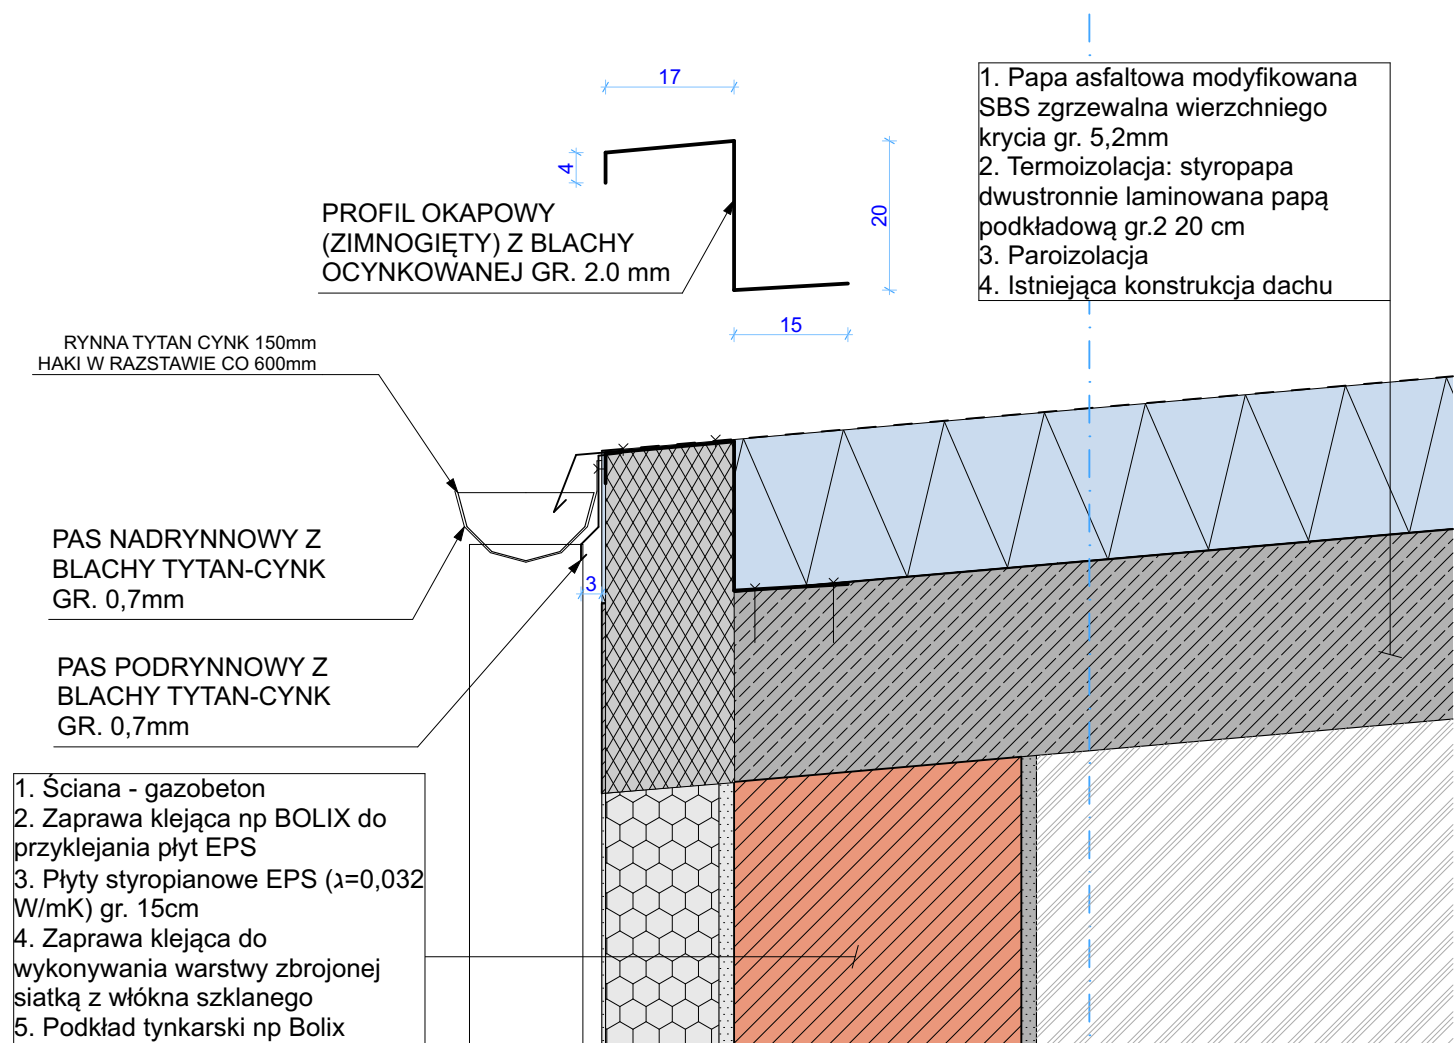 17
1. Papa asfaltowa modyfikowana
SBS zgrzewalna wierzchniego
krycia gr. 5,2mm
2. Termoizolacja: styropapa
dwustronnie laminowana papą
podkładową gr.2 20 cm
3. Paroizolacja
4. Istniejąca konstrukcja dachu
4
20
PROFIL OKAPOWY
(ZIMNOGIĘTY) Z BLACHY
OCYNKOWANEJ GR. 2.0 mm
15
RYNNA TYTAN CYNK 150mm
HAKI W RAZSTAWIE CO 600mm
PAS NADRYNNOWY Z
BLACHY TYTAN-CYNK
GR. 0,7mm
3
PAS PODRYNNOWY Z
BLACHY TYTAN-CYNK
GR. 0,7mm
1. Ściana - gazobeton
2. Zaprawa klejąca np BOLIX do
przyklejania płyt EPS
3. Płyty styropianowe EPS (λ=0,032
W/mK) gr. 15cm
4. Zaprawa klejąca do
wykonywania warstwy zbrojonej
siatką z włókna szklanego
5. Podkład tynkarski np Bolix